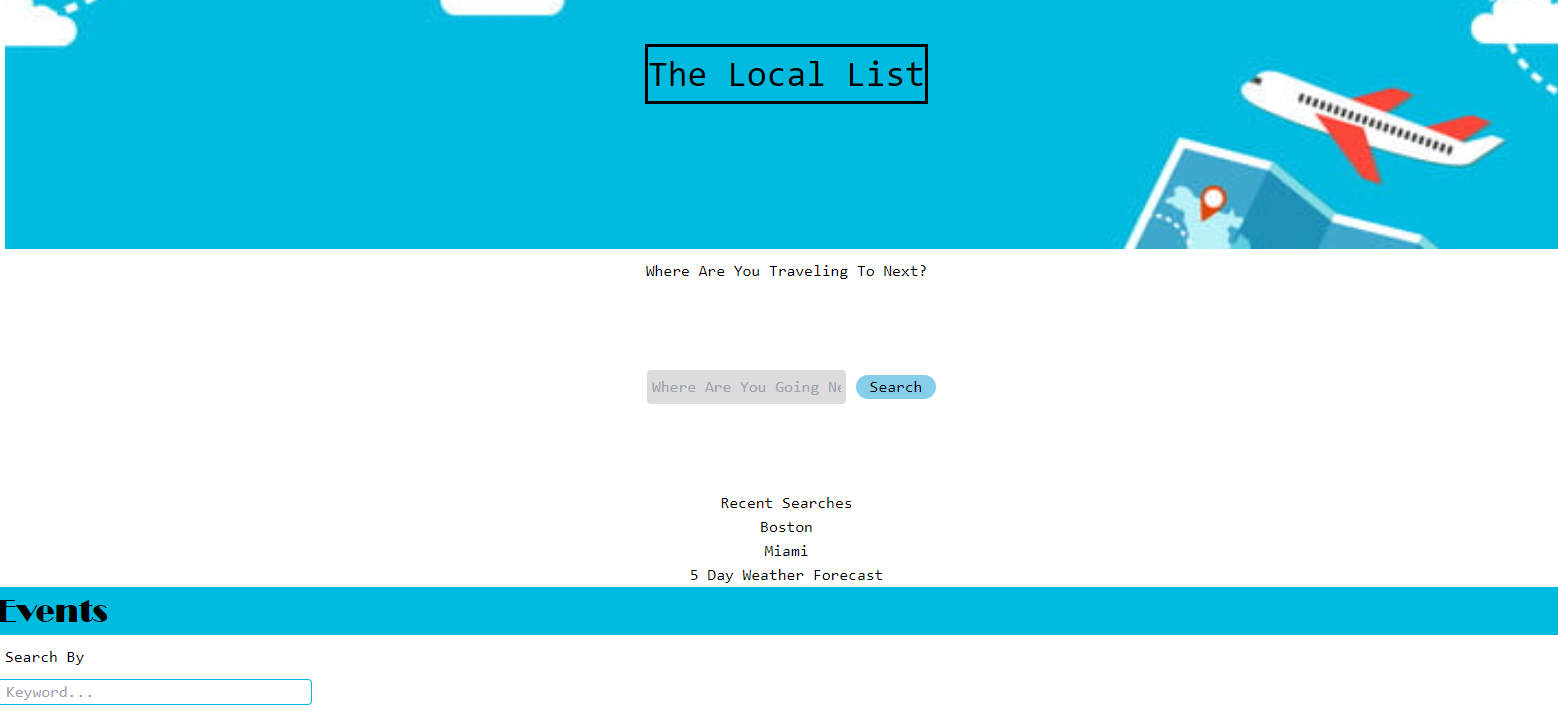 The Local List
Where Are You Traveling To Next?
Where Are You Going Ne
Search
Recent Searches
Boston
Miami
5 Day Weather Forecast
Events
Search By
Keyword...